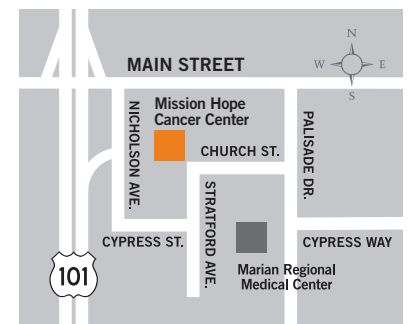 N
W E
S
MAIN STREET
Mission Hope
Cancer Center
NICHOLSON AVE.
CHURCH ST.
PALISADE DR.
STRATFORD AVE.
CYPRESS ST.
CYPRESS WAY
101
Marian Regional
Medical Center